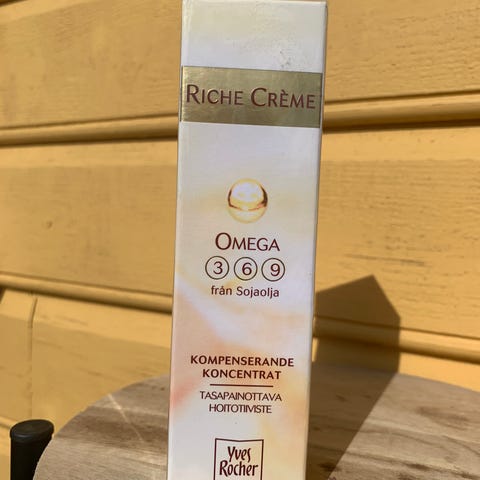 RICHE CRÈME
OMEGA
3 6 9
från Sojaolja
KOMPENSERANDE
KONCENTRAT
TASAPAINOTTAVA
HOITOTIIVISTE
Yves
Rocher